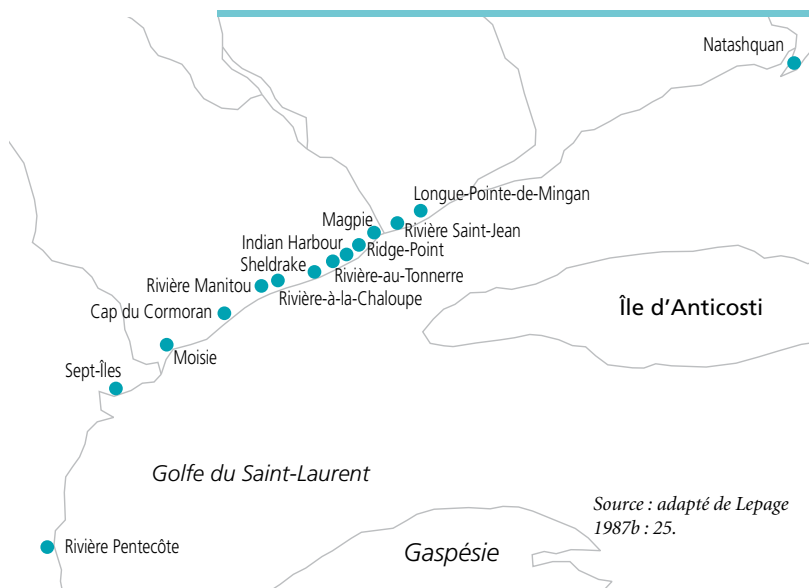 Natashquan
Longue-Pointe-de-Mingan
Magpie
Rivière Saint-Jean
Indian Harbour
Ridge-Point
Sheldrake
Rivière-au-Tonnerre
Rivière Manitou
Rivière-à-la-Chaloupe
Cap du Cormoran
Île d'Anticosti
Moisie
Sept-Îles
Golfe du Saint-Laurent
Source : adapté de Lepage
1987b : 25.
Rivière Pentecôte
Gaspésie